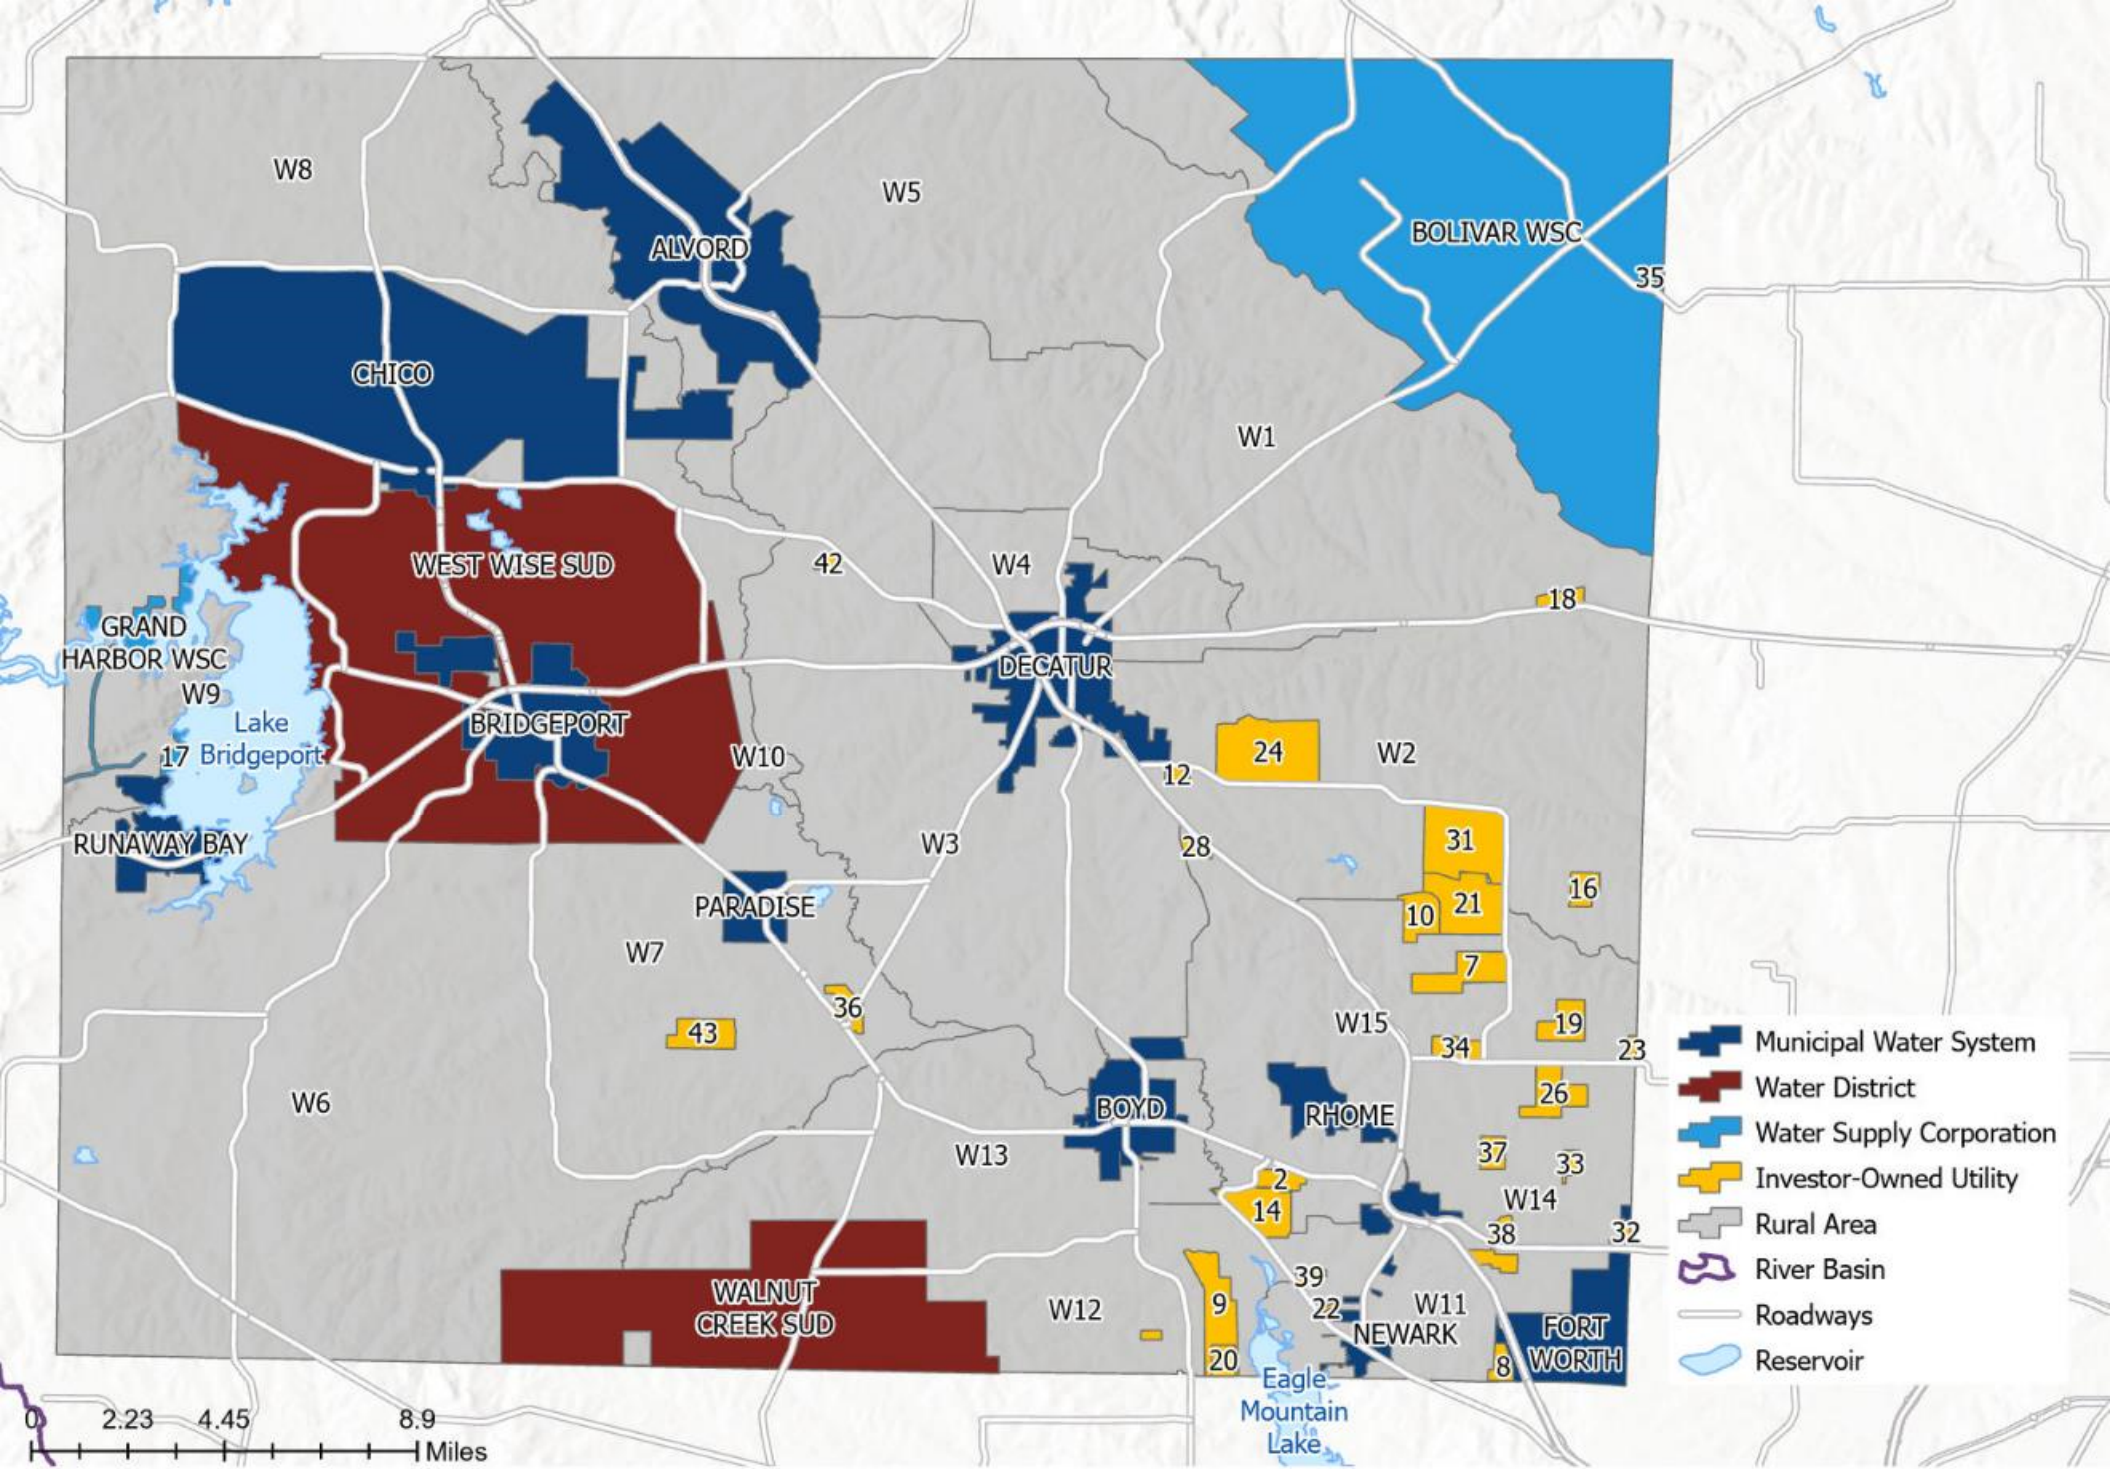 W8
W5
ALVORD
BOLIVAR WSC
35
CHICO
W1
WEST WISE SUD
42
W4
18
GRAND
HARBOR WSC
W9
DECATUR
Lake
Bridgeport
17
BRIDGEPORT
W10
24
W2
12
RUNAWAY BAY
W3
28
31
16
21
10
PARADISE
W7
7
36
43
W15
19
34
23
26
W6
BOYD
RHOME
W13
37
33
2
14
W14
38
32
39
WALNUT
CREEK SUD
W12
9
22
W11
NEWARK
FORT
WORTH
20
8
Eagle
Mountain
Lake
Municipal Water System
Water District
Water Supply Corporation
Investor-Owned Utility
Rural Area
River Basin
Roadways
Reservoir
0 2.23 4.45 8.9
Miles